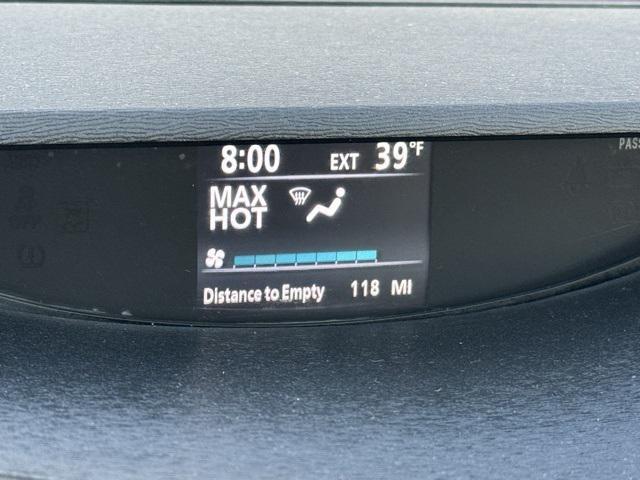 8:00 EXT 39°F
PASS
MAX
HOT
Distance to Empty 118 MI